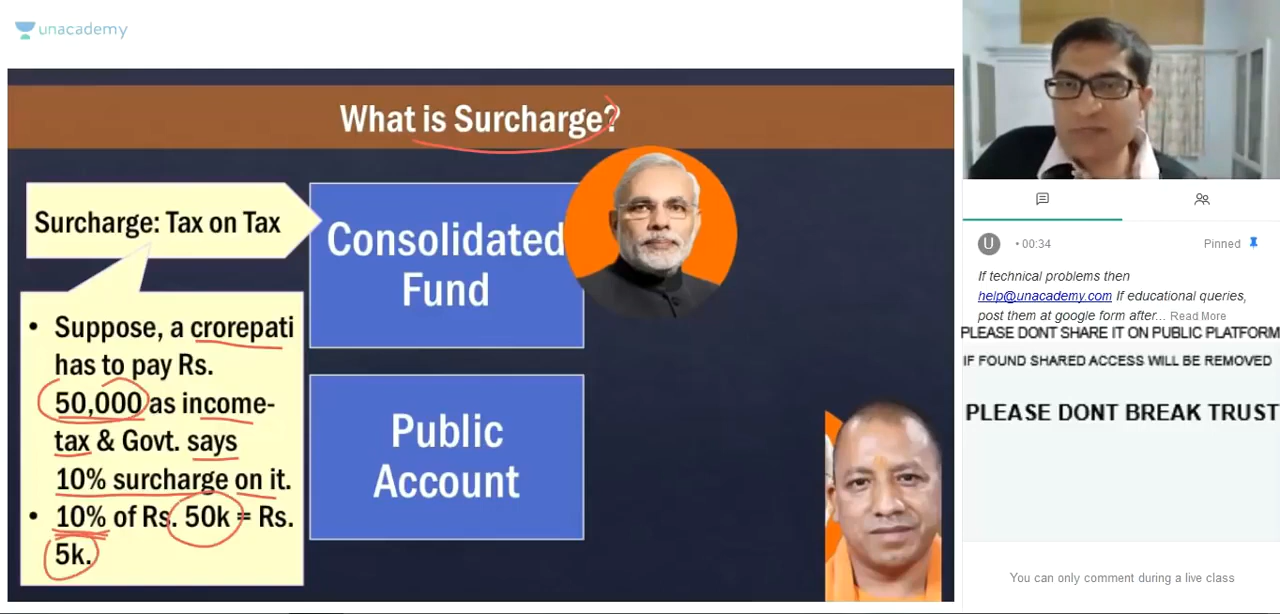 unacademy
What is Surcharge?
Surcharge: Tax on Tax
• Suppose, a crorepati
has to pay Rs.
50,000 as income-
tax & Govt. says
10% surcharge on it.
• 10% of Rs. 50k = Rs.
5k.
Consolidated
Fund
Public
Account
U • 00:34 Pinned
If technical problems then
help@unacademy.com If educational queries,
post them at google form after... Read More
PLEASE DONT SHARE IT ON PUBLIC PLATFORM
IF FOUND SHARED ACCESS WILL BE REMOVED
PLEASE DONT BREAK TRUST
You can only comment during a live class